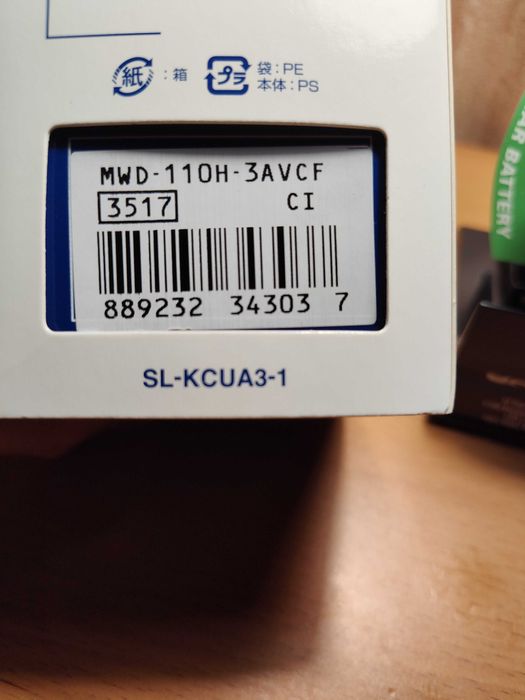 紙 : 箱
プラ 袋 : PE
本体 : PS
MWD-110H-3AVCF
3517 CI
889232 34303 7
SL-KCUA3-1
BATTERY